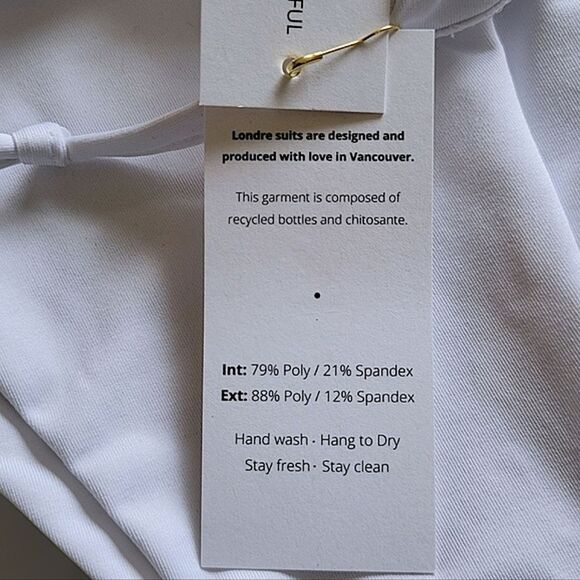 FUL
Londre suits are designed and
produced with love in Vancouver.
This garment is composed of
recycled bottles and chitosante.
Int: 79% Poly / 21% Spandex
Ext: 88% Poly / 12% Spandex
Hand wash · Hang to Dry
Stay fresh · Stay clean